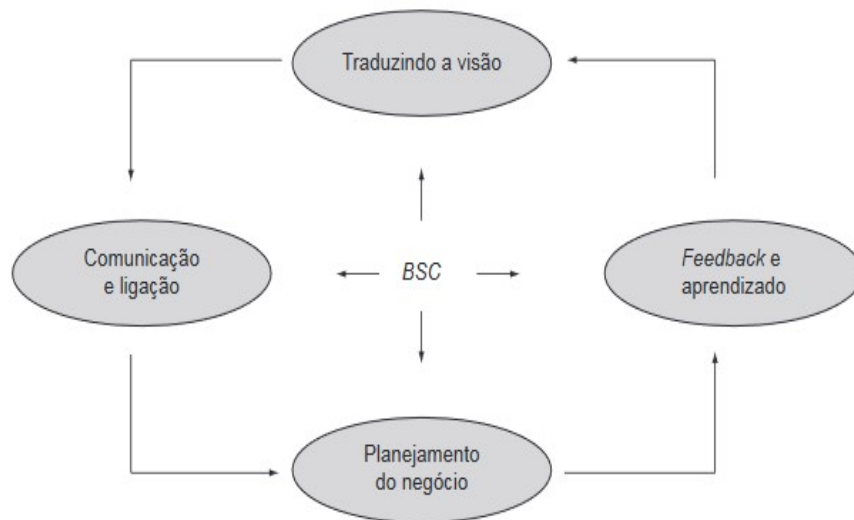 Traduzindo a visão
Comunicação
e ligação
BSC
Feedback e
aprendizado
Planejamento
do negócio